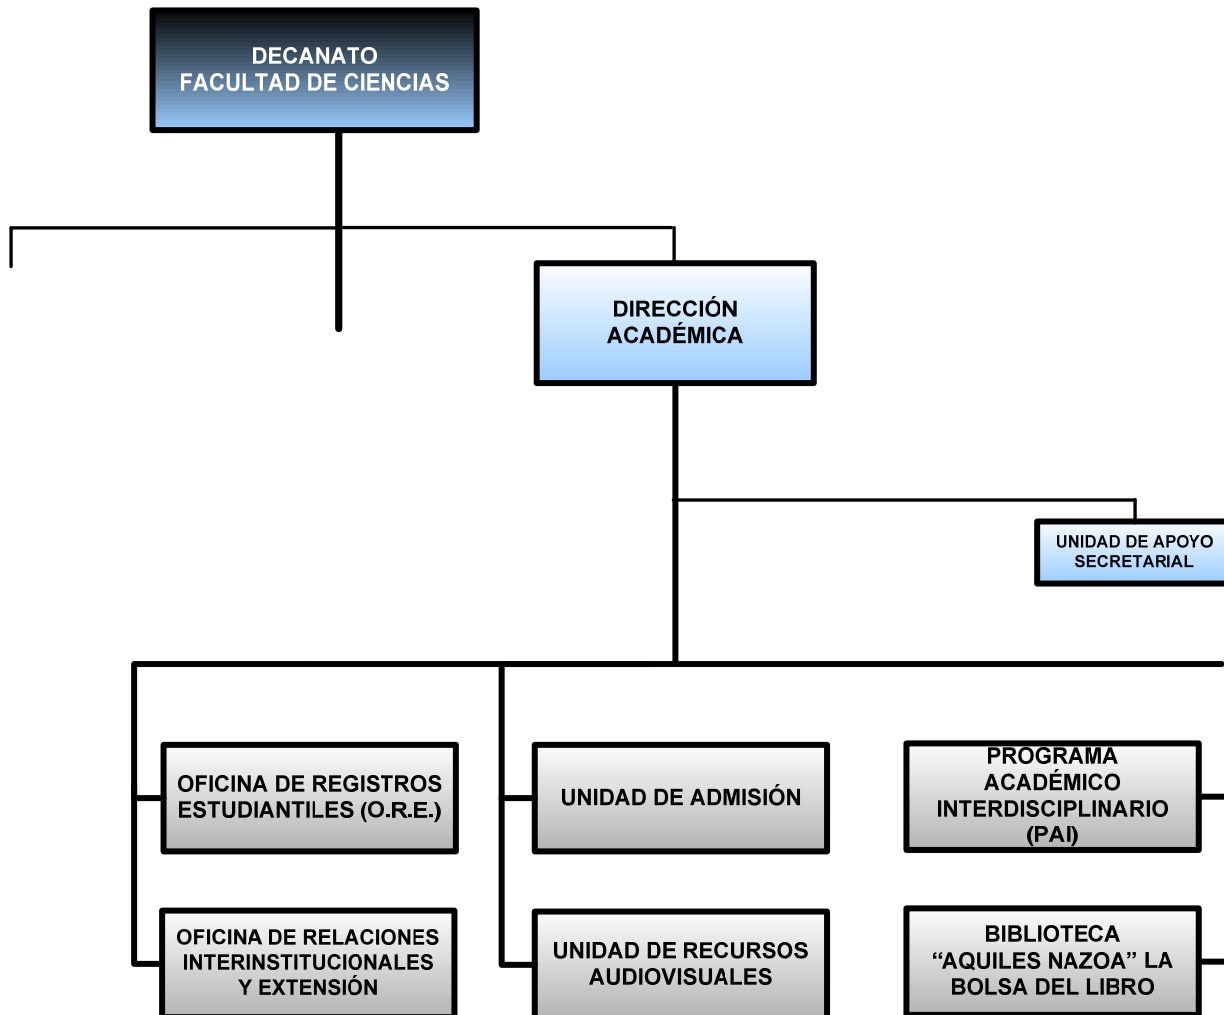 DECANATO
FACULTAD DE CIENCIAS
DIRECCIÓN
ACADÉMICA
UNIDAD DE APOYO
SECRETARIAL
OFICINA DE REGISTROS
ESTUDIANTILES (O.R.E.)
UNIDAD DE ADMISIÓN
PROGRAMA
ACADÉMICO
INTERDISCIPLINARIO
(PAI)
OFICINA DE RELACIONES
INTERINSTITUCIONALES
Y EXTENSIÓN
UNIDAD DE RECURSOS
AUDIOVISUALES
BIBLIOTECA
“AQUILES NAZOA” LA
BOLSA DEL LIBRO